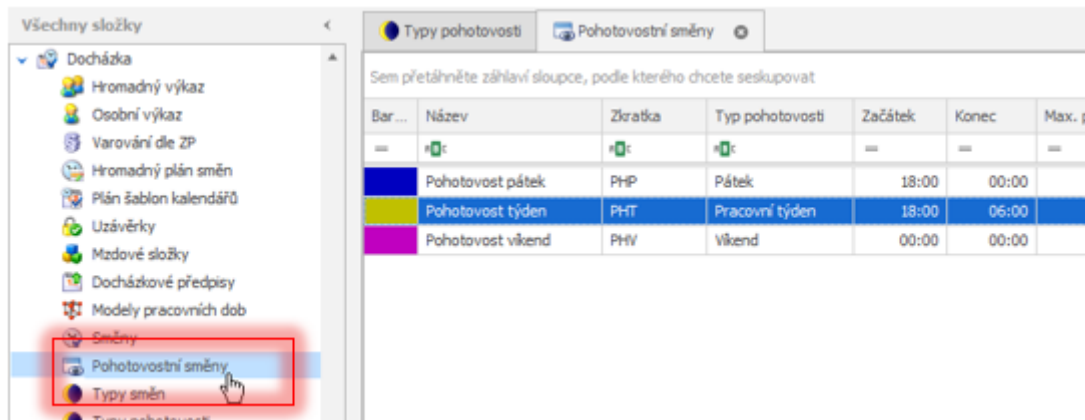 Všechny složky
Docházka
Hromadný výkaz
Osobní výkaz
Varování dle ZP
Hromadný plán směn
Plán šablon kalendářů
Uzávěrky
Mzdové složky
Docházkové předpisy
Modely pracovních dob
Směny
Pohotovostní směny
Typy směn
Typy pohotovosti
Typy pohotovosti Pohotovostní směny
Sem přetáhněte záhlaví sloupce, podle kterého chcete seskupovat
Bar... Název Zkratka Typ pohotovosti Začátek Konec Max. p
Pohotovost pátek PHP Pátek 18:00 00:00
Pohotovost týden PHT Pracovní týden 18:00 06:00
Pohotovost víkend PHV Víkend 00:00 00:00